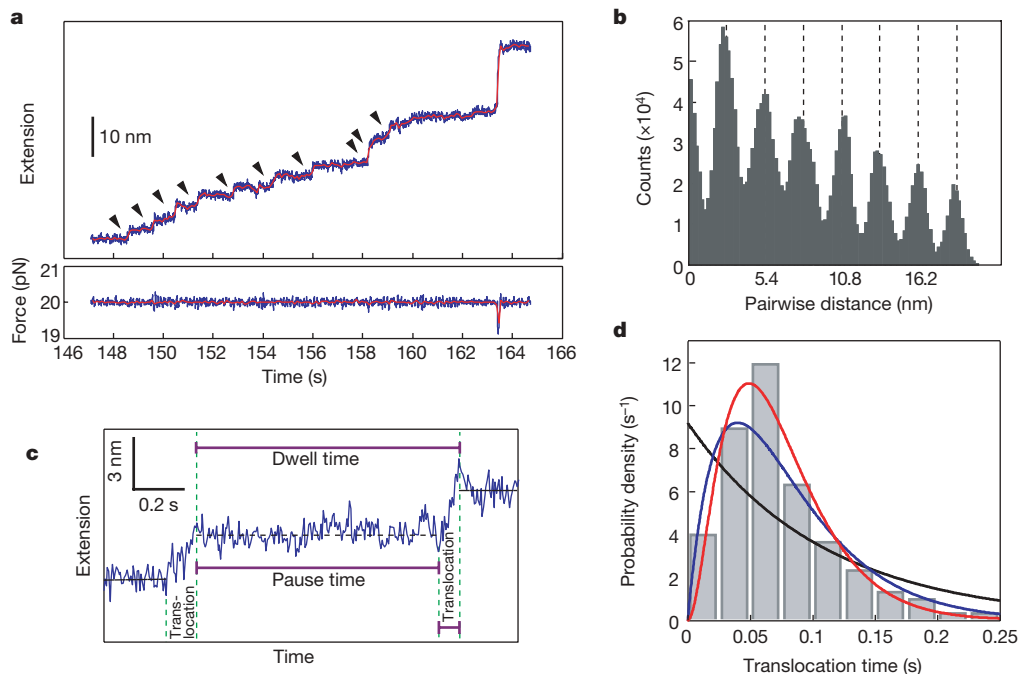 a
Extension
10 nm
Force (pN)
21
20
19
146 148 150 152 154 156 158 160 162 164 166
Time (s)
b
Counts (×10⁴)
6
5
4
3
2
1
0
0 5.4 10.8 16.2
Pairwise distance (nm)
c
3 nm
0.2 s
Dwell time
Extension
Pause time
Trans-
location
Translocation
Time
d
Probability density (s⁻¹)
12
10
8
6
4
2
0
0 0.05 0.1 0.15 0.2 0.25
Translocation time (s)